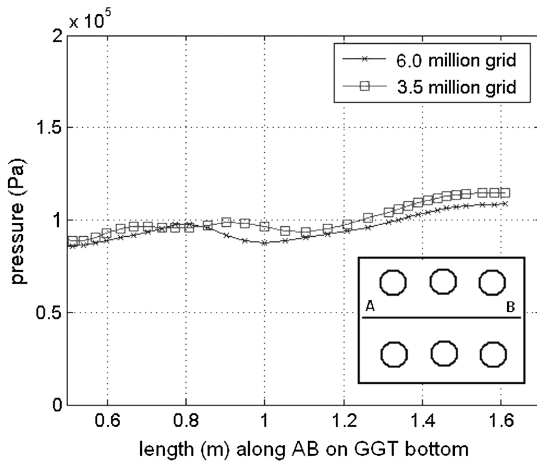 x 10^5
2
1.5
1
0.5
0
pressure (Pa)
6.0 million grid
3.5 million grid
A B
0.6 0.8 1 1.2 1.4 1.6
length (m) along AB on GGT bottom